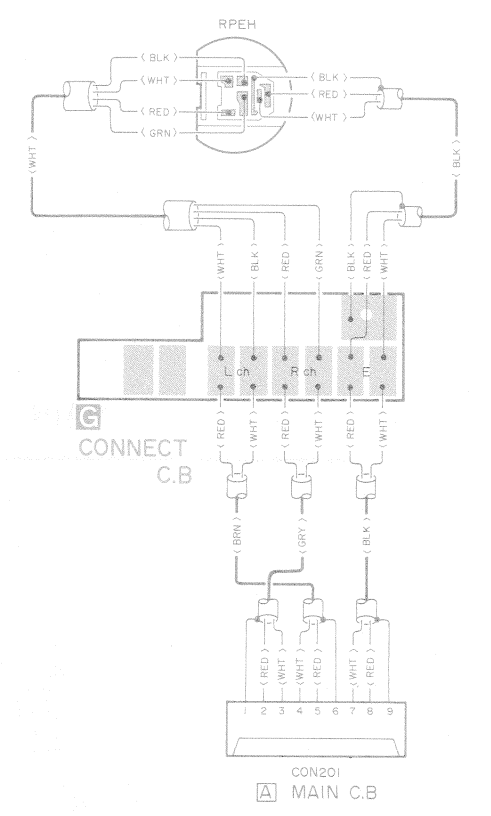 RPEH
⟨BLK⟩ ⟨BLK⟩
⟨WHT⟩ ⟨RED⟩
⟨RED⟩ ⟨WHT⟩
⟨GRN⟩
⟨WHT⟩ ⟨BLK⟩
⟨WHT⟩ ⟨BLK⟩ ⟨RED⟩ ⟨GRN⟩ ⟨BLK⟩ ⟨RED⟩ ⟨WHT⟩
L ch R ch E
⟨RED⟩ ⟨WHT⟩ ⟨RED⟩ ⟨WHT⟩ ⟨RED⟩ ⟨WHT⟩
G
CONNECT
C.B
⟨BRN⟩ ⟨GRY⟩ ⟨BLK⟩
⟨RED⟩ ⟨WHT⟩ ⟨WHT⟩ ⟨RED⟩ ⟨WHT⟩ ⟨RED⟩
1 2 3 4 5 6 7 8 9
CON201
A MAIN C.B